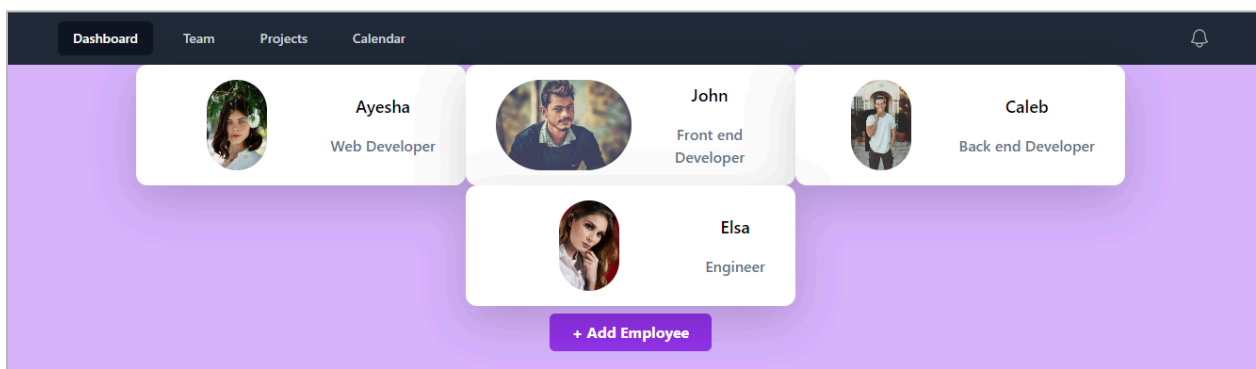 Dashboard
Team
Projects
Calendar
Ayesha
Web Developer
John
Front end
Developer
Caleb
Back end Developer
Elsa
Engineer
+ Add Employee